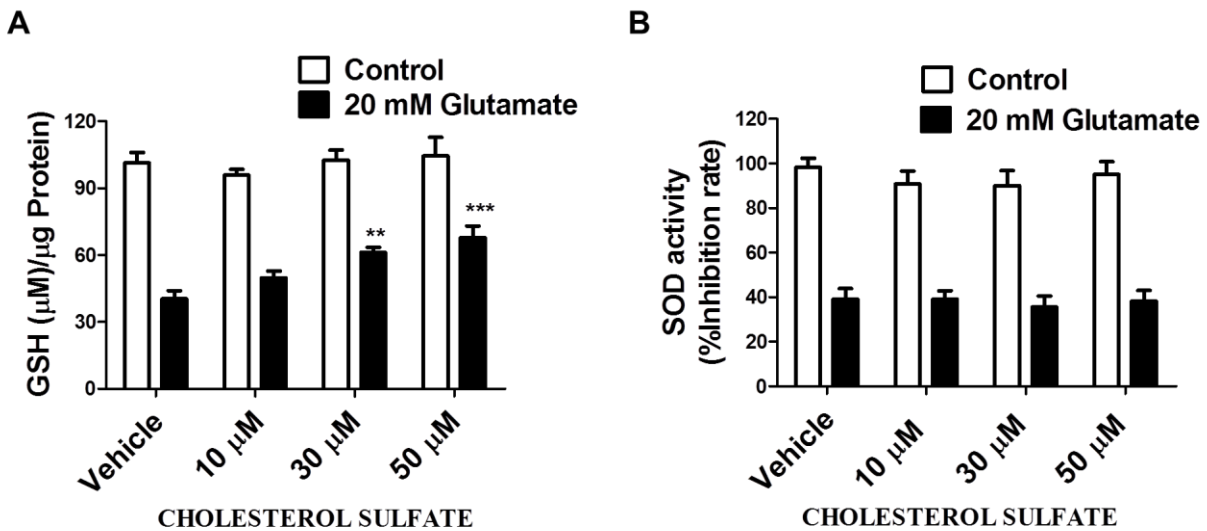 A
Control
20 mM Glutamate
GSH (μM)/μg Protein)
120
90
60
30
0
**
***
Vehicle
10 μM
30 μM
50 μM
CHOLESTEROL SULFATE
B
Control
20 mM Glutamate
SOD activity
(%Inhibition rate)
120
100
80
60
40
20
0
Vehicle
10 μM
30 μM
50 μM
CHOLESTEROL SULFATE